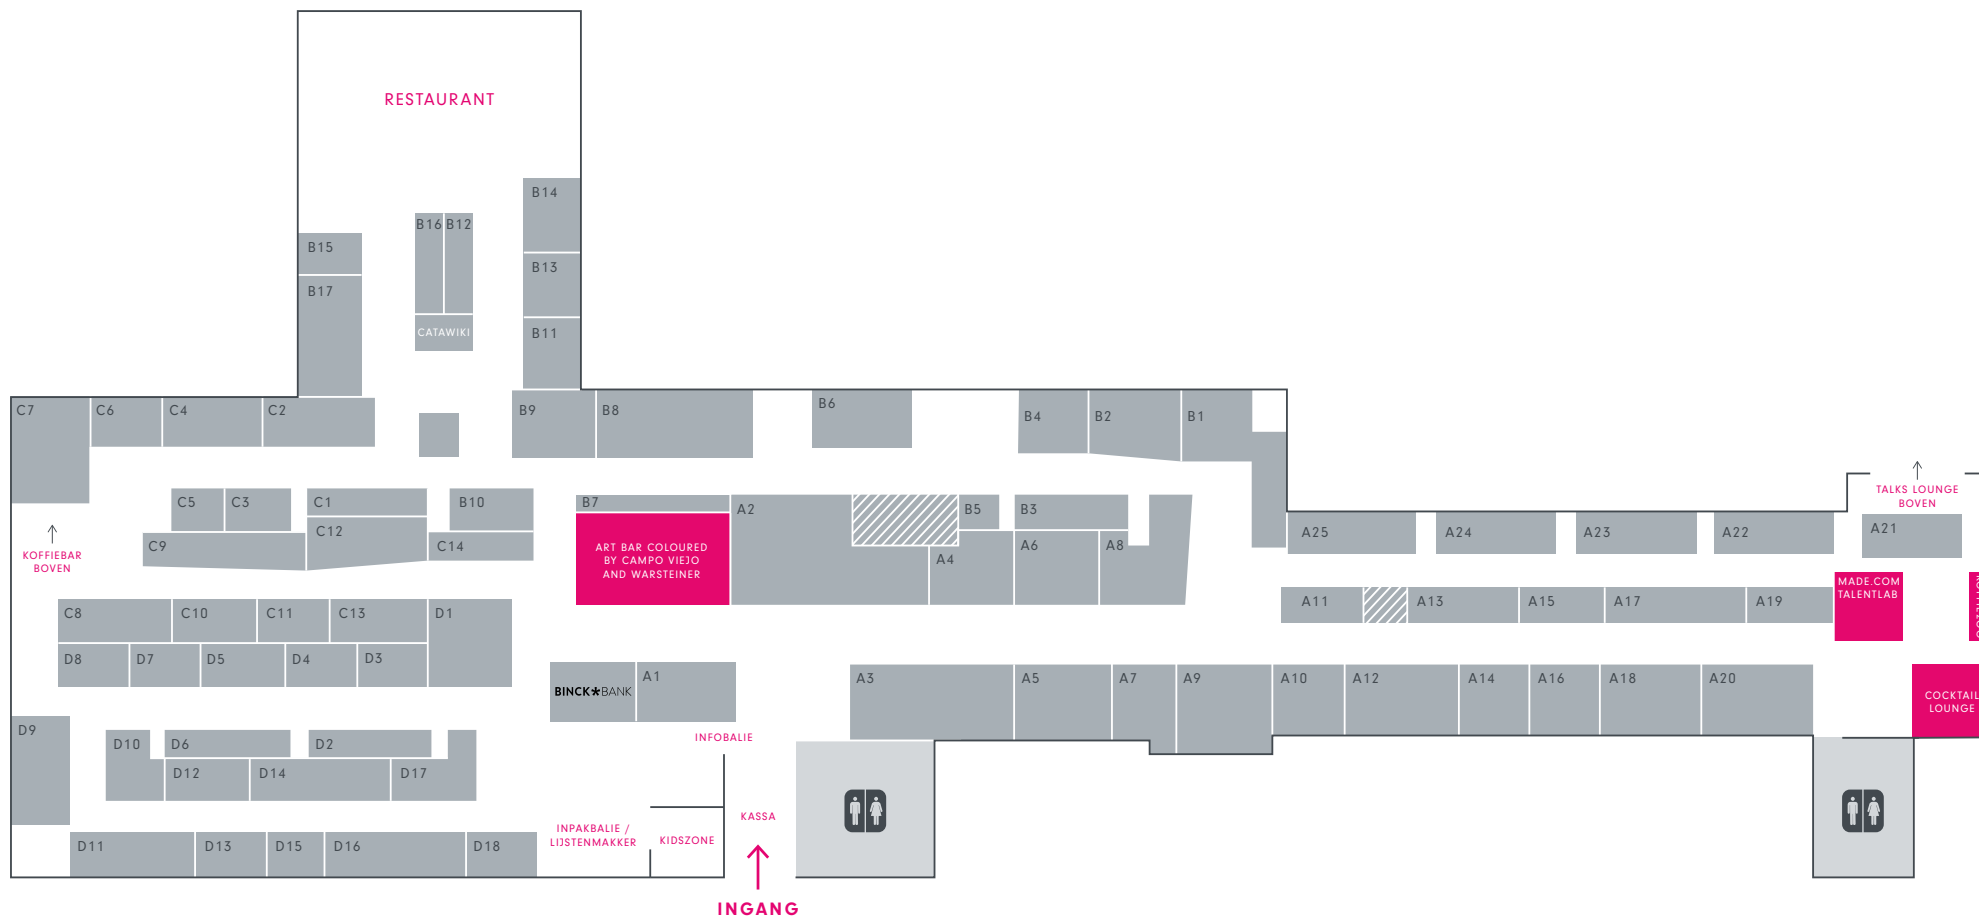 RESTAURANT
B14
B16 B12
B15
B13
B17
CATAWIKI
B11
C7
C6
C4
C2
B9
B8
B6
B4
B2
B1
C5
C3
C1
B10
B7
A2
B5
B3
C12
C9
C14
KOFFIEBAR
BOVEN
ART BAR COLOURED
BY CAMPO VIEJO
AND WARSTEINER
A4
A6
A8
TALKS LOUNGE
BOVEN
A25
A24
A23
A22
A21
A11
A13
A15
A17
A19
MADE.COM
TALENTLAB
C8
C10
C11
C13
D1
D8
D7
D5
D4
D3
BINCK*BANK
A1
A3
A5
A7
A9
A10
A12
A14
A16
A18
A20
COCKTAIL
LOUNGE
D9
D10
D6
D2
INFOBALIE
D12
D14
D17
KASSA
INPAKBALIE /
LIJSTENMAKKER
KIDSZONE
D11
D13
D15
D16
D18
INGANG